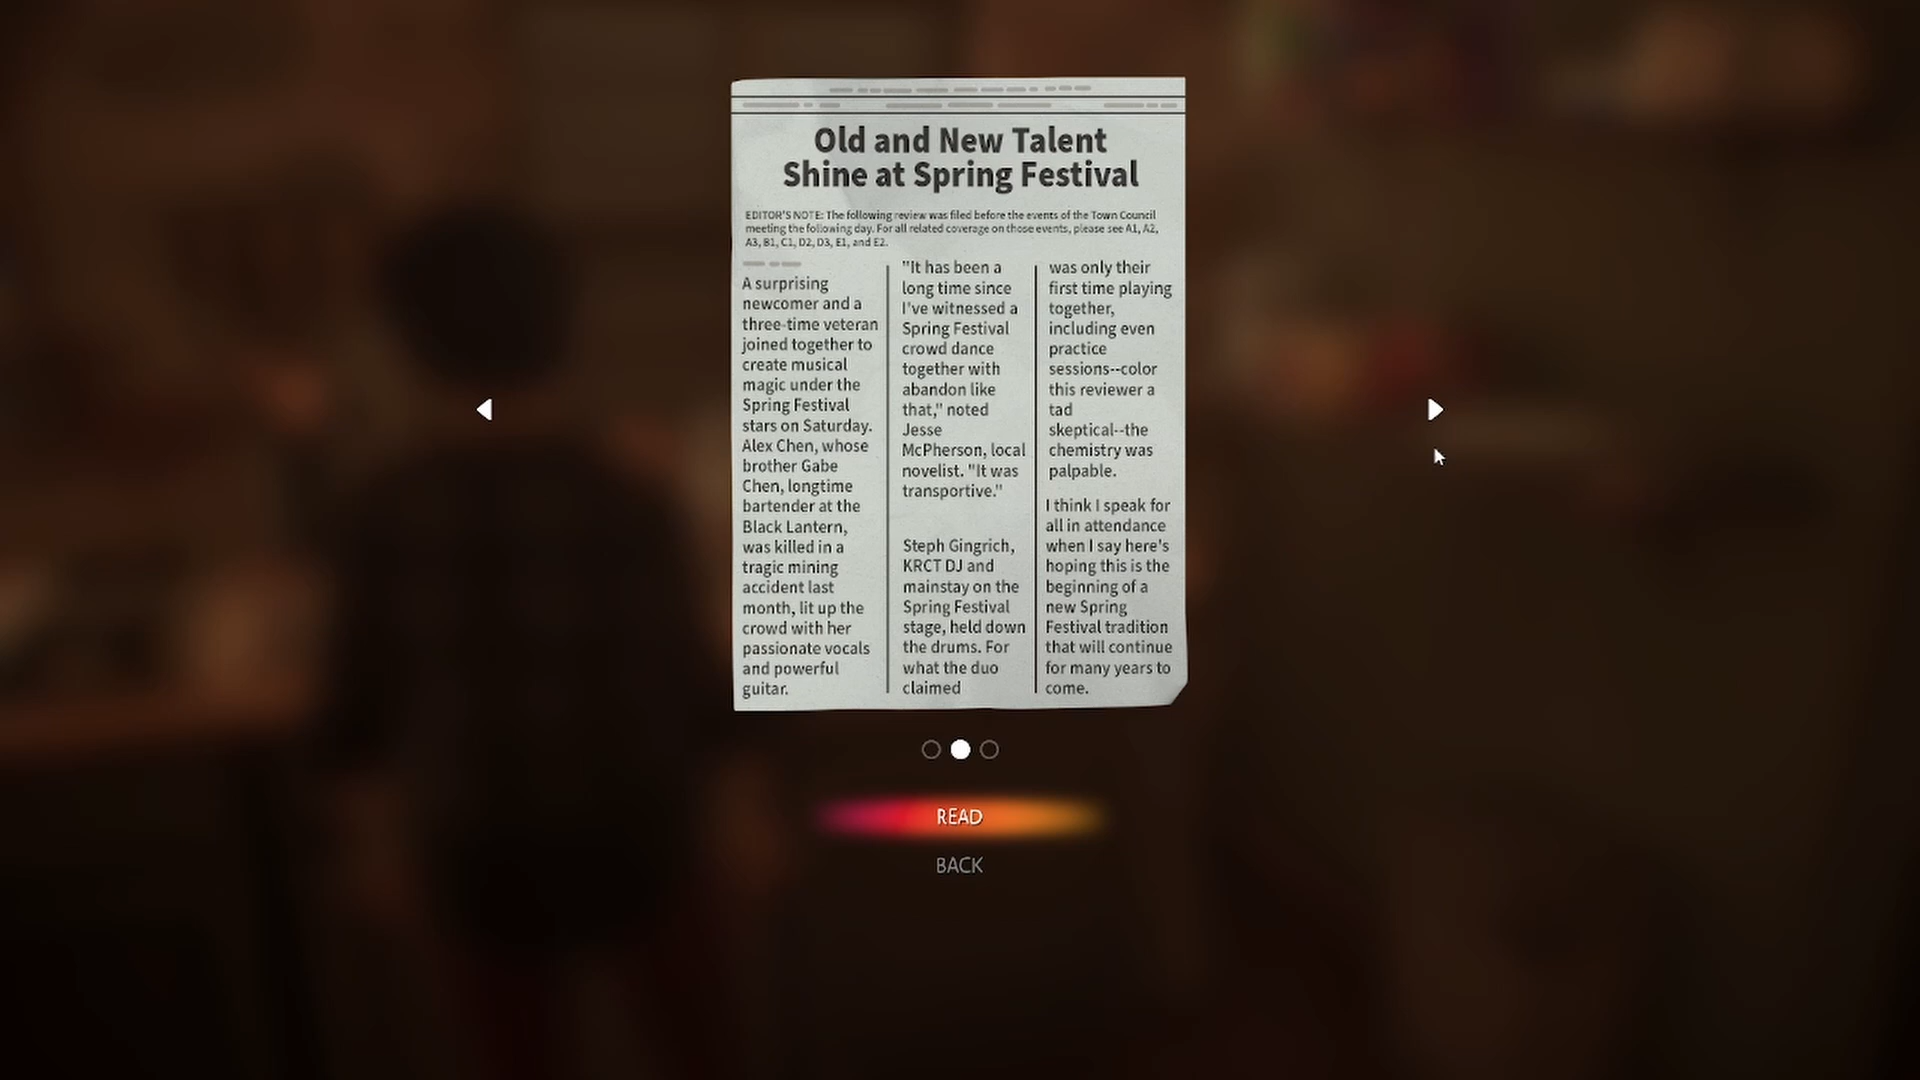 Old and New Talent
Shine at Spring Festival
EDITOR'S NOTE: The following review was filed before the events of the Town Council
meeting the following day. For all related coverage on those events, please see A1, A2,
A3, B1, C1, D2, D3, E1, and E2.
A surprising
newcomer and a
three-time veteran
joined together to
create musical
magic under the
Spring Festival
stars on Saturday.
Alex Chen, whose
brother Gabe
Chen, longtime
bartender at the
Black Lantern,
was killed in a
tragic mining
accident last
month, lit up the
crowd with her
passionate vocals
and powerful
guitar.
"It has been a
long time since
I've witnessed a
Spring Festival
crowd dance
together with
abandon like
that," noted
Jesse
McPherson, local
novelist. "It was
transportive."
Steph Gingrich,
KRCT DJ and
mainstay on the
Spring Festival
stage, held down
the drums. For
what the duo
claimed
was only their
first time playing
together,
including even
practice
sessions--color
this reviewer a
tad
skeptical--the
chemistry was
palpable.
I think I speak for
all in attendance
when I say here's
hoping this is the
beginning of a
new Spring
Festival tradition
that will continue
for many years to
come.
READ
BACK